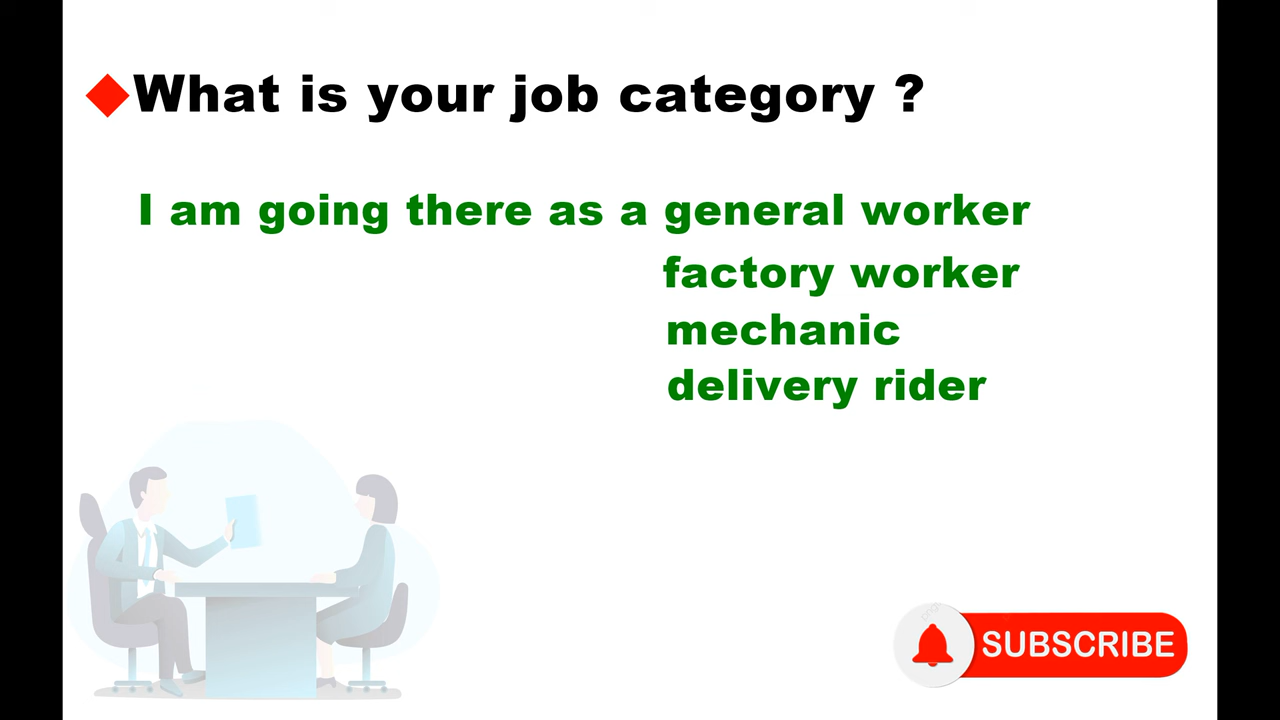 What is your job category ?
I am going there as a general worker
factory worker
mechanic
delivery rider
SUBSCRIBE